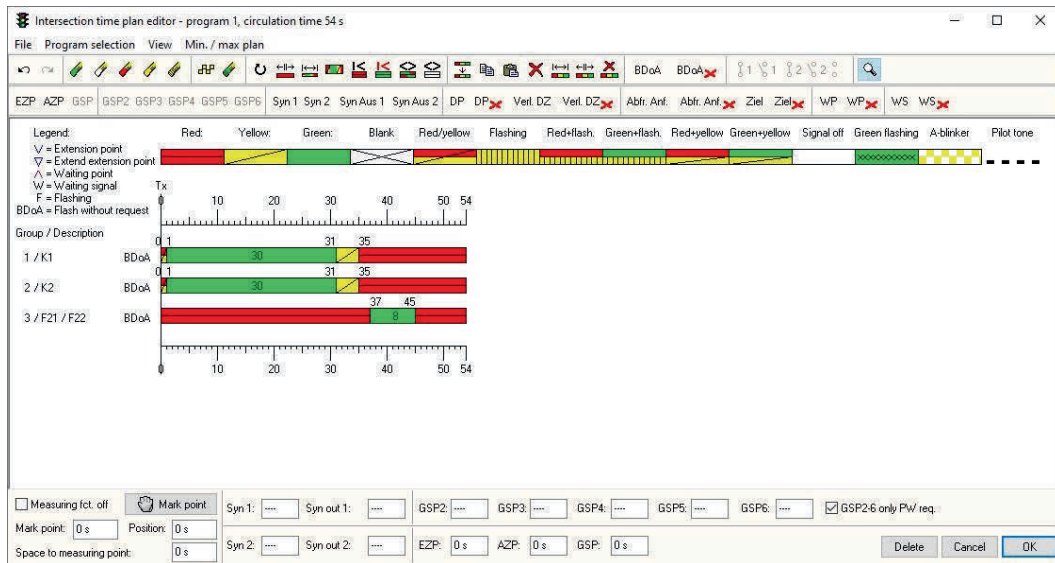 Intersection time plan editor - program 1, circulation time 54 s
File Program selection View Min. / max plan
BDoA BDoA 1 1 2 2
EZP AZP GSP GSP2 GSP3 GSP4 GSP5 GSP6 Syn 1 Syn 2 Syn Aus 1 Syn Aus 2 DP DP Verl. DZ Verl. DZ Abfr. Anf. Abfr. Anf. Ziel Ziel WP WP WS WS
Legend: Red: Yellow: Green: Blank Red/yellow Flashing Red+flash. Green+flash. Red+yellow Green+yellow Signal off Green flashing A-blinker Pilot tone
V = Extension point
∇ = Extend extension point
Λ = Waiting point
W = Waiting signal
F = Flashing
BDoA = Flash without request
Tx
0 10 20 30 40 50 54
Group / Description
0 1 31 35
1 / K1 BDoA 30
0 1 31 35
2 / K2 BDoA 30
37 45
3 / F21 / F22 BDoA 8
0 10 20 30 40 50 54
Measuring fct. off Mark point Syn 1: ---- Syn out 1: ---- GSP2: ---- GSP3: ---- GSP4: ---- GSP5: ---- GSP6: ---- GSP2-6 only PW req.
Mark point: 0 s Position: 0 s
Space to measuring point: 0 s Syn 2: ---- Syn out 2: ---- EZP: 0 s AZP: 0 s GSP: 0 s Delete Cancel OK